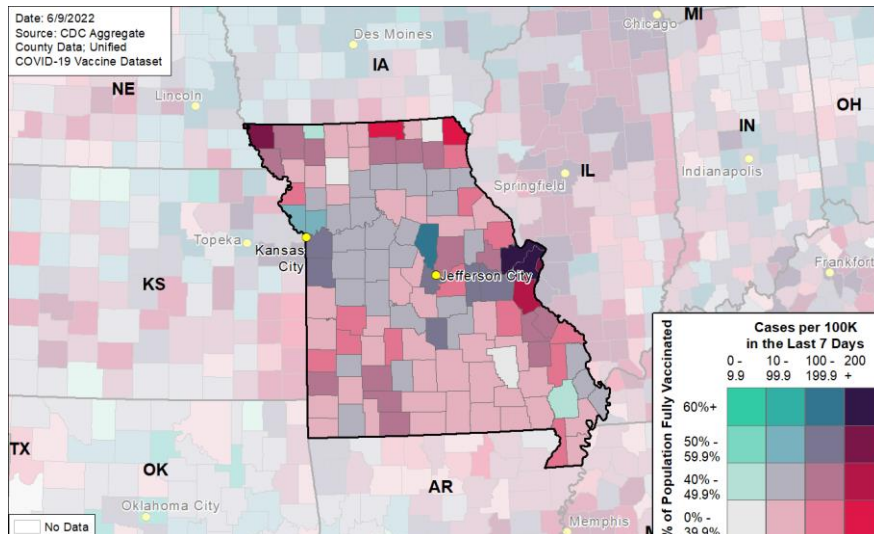 Date: 6/9/2022
Source: CDC Aggregate
County Data; Unified
COVID-19 Vaccine Dataset
MI
Chicago
Des Moines
IA
NE
Lincoln
OH
IN
Indianapolis
IL
Springfield
Topeka
Kansas
City
Jefferson City
Frankfort
KS
Cases per 100K
in the Last 7 Days
0 -
9.9
10 -
99.9
100 -
199.9
200
+
% of Population Fully Vaccinated
60%+
50% -
59.9%
40% -
49.9%
0% -
39.9%
TX
OK
AR
Oklahoma City
Memphis
No Data